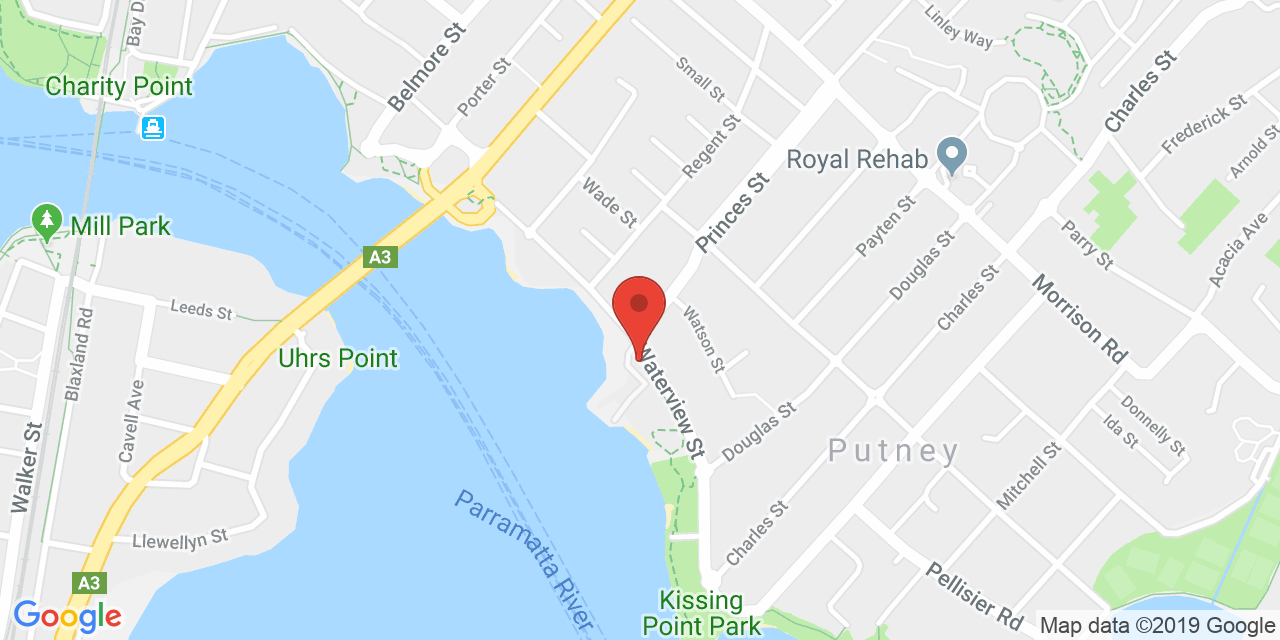 Bay D
Linley Way
Belmore St
Porter St
Small St
Charles St
Charity Point
Frederick St
Arnold St
Regent St
Royal Rehab
Wade St
Princes St
Payten St
Mill Park
Parry St
Acacia Ave
A3
Douglas St
Charles St
Morrison Rd
Leeds St
Watson St
Blaxland Rd
Uhrs Point
Waterview St
Cavell Ave
Douglas St
Donnelly St
Ida St
Putney
Walker St
Mitchell St
Parramatta River
Charles St
Llewellyn St
A3
Pellisier Rd
Kissing
Point Park
Google
Map data ©2019 Google